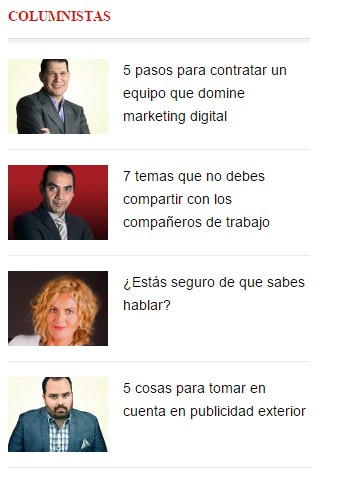 COLUMNISTAS
5 pasos para contratar un
equipo que domine
marketing digital
7 temas que no debes
compartir con los
compañeros de trabajo
¿Estás seguro de que sabes
hablar?
5 cosas para tomar en
cuenta en publicidad exterior